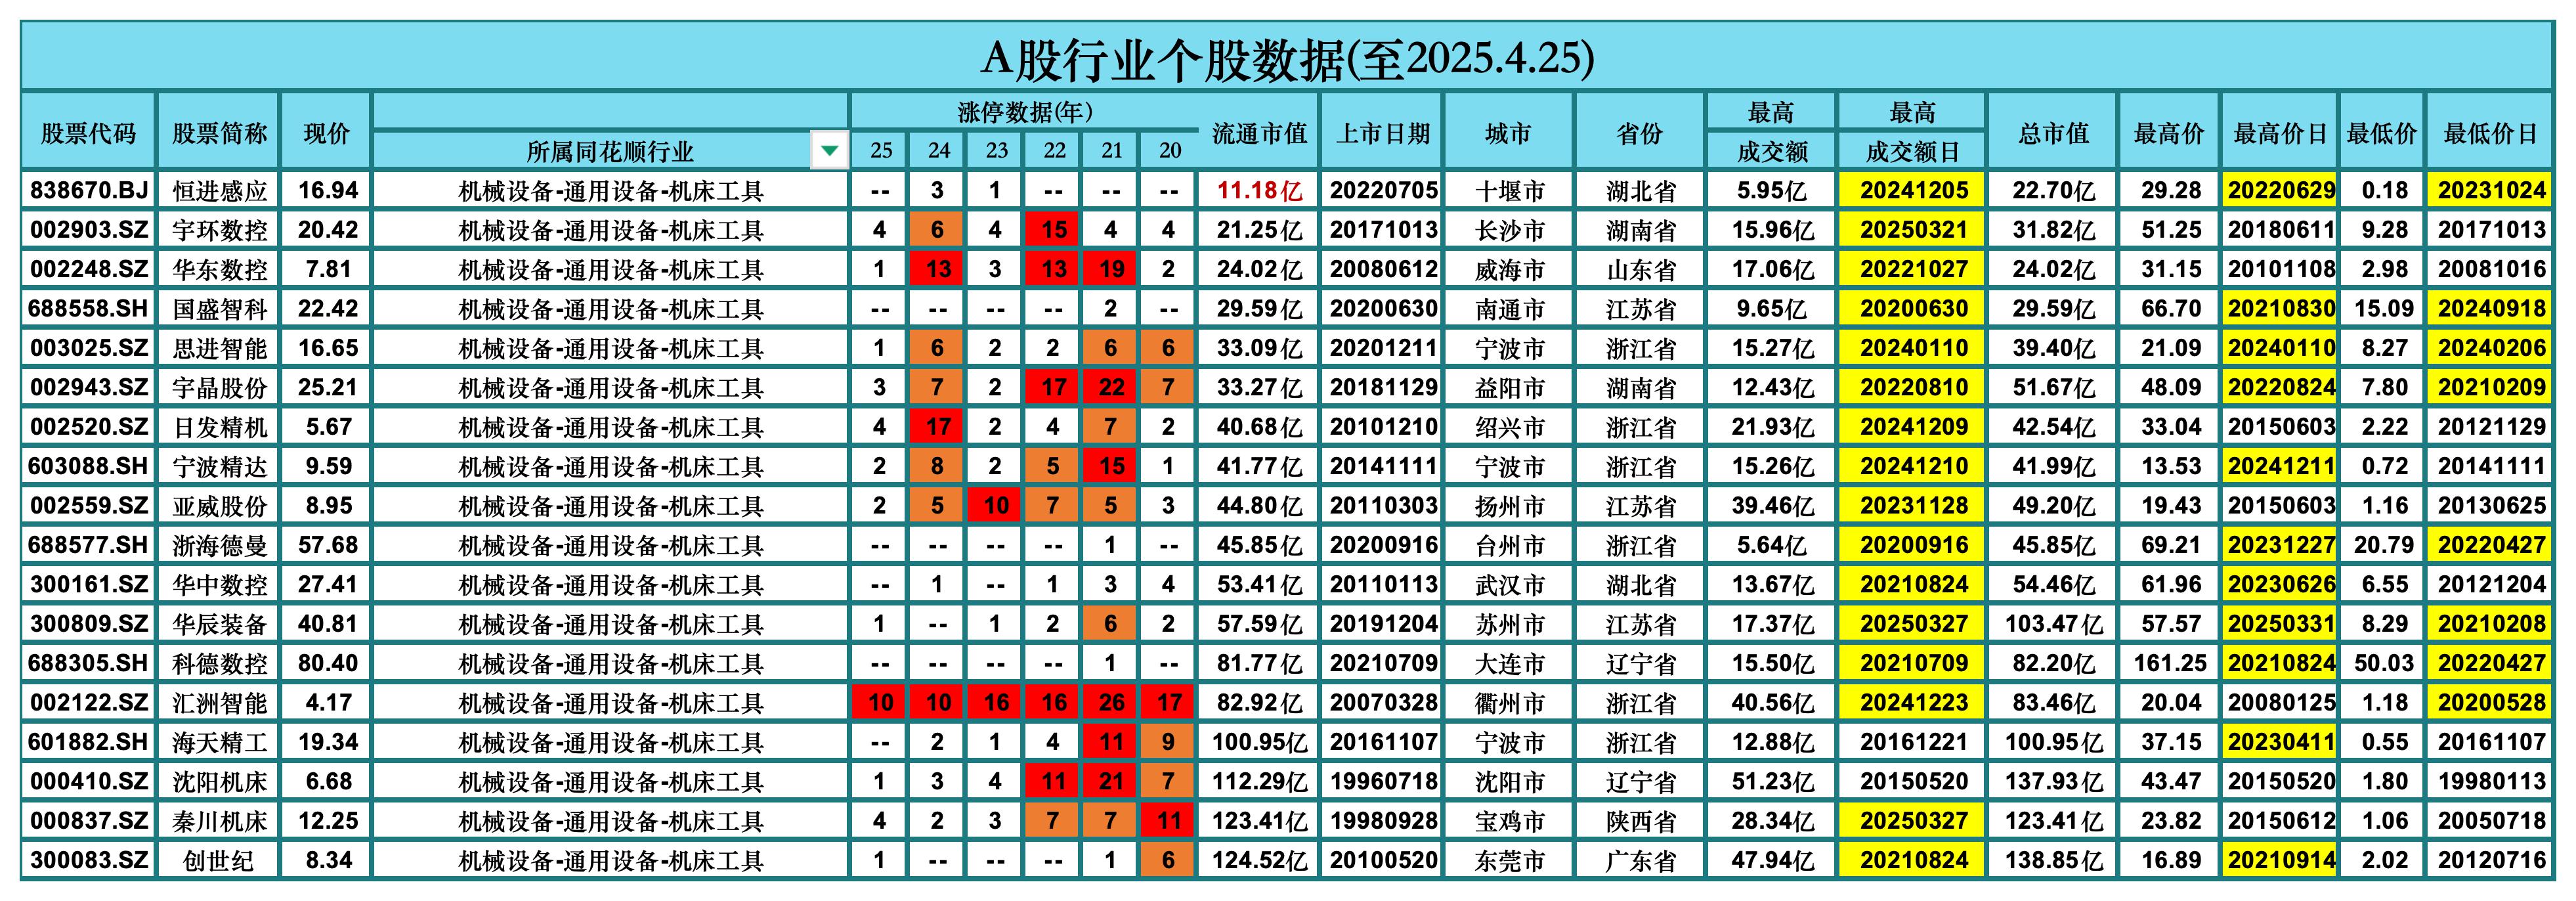 A股行业个股数据(至2025.4.25)
股票代码 股票简称 现价 所属同花顺行业 涨停数据(年) 25 24 23 22 21 20 流通市值 上市日期 城市 省份 最高成交额 最高成交额日 总市值 最高价 最高价日 最低价 最低价日
838670.BJ 恒进感应 16.94 机械设备-通用设备-机床工具 -- 3 1 -- -- -- 11.18亿 20220705 十堰市 湖北省 5.95亿 20241205 22.70亿 29.28 20220629 0.18 20231024
002903.SZ 宇环数控 20.42 机械设备-通用设备-机床工具 4 6 4 15 4 4 21.25亿 20171013 长沙市 湖南省 15.96亿 20250321 31.82亿 51.25 20180611 9.28 20171013
002248.SZ 华东数控 7.81 机械设备-通用设备-机床工具 1 13 3 13 19 2 24.02亿 20080612 威海市 山东省 17.06亿 20221027 24.02亿 31.15 20101108 2.98 20081016
688558.SH 国盛智科 22.42 机械设备-通用设备-机床工具 -- -- -- -- 2 -- 29.59亿 20200630 南通市 江苏省 9.65亿 20200630 29.59亿 66.70 20210830 15.09 20240918
003025.SZ 思进智能 16.65 机械设备-通用设备-机床工具 1 6 2 2 6 6 33.09亿 20201211 宁波市 浙江省 15.27亿 20240110 39.40亿 21.09 20240110 8.27 20240206
002943.SZ 宇晶股份 25.21 机械设备-通用设备-机床工具 3 7 2 17 22 7 33.27亿 20181129 益阳市 湖南省 12.43亿 20220810 51.67亿 48.09 20220824 7.80 20210209
002520.SZ 日发精机 5.67 机械设备-通用设备-机床工具 4 17 2 4 7 2 40.68亿 20101210 绍兴市 浙江省 21.93亿 20241209 42.54亿 33.04 20150603 2.22 20121129
603088.SH 宁波精达 9.59 机械设备-通用设备-机床工具 2 8 2 5 15 1 41.77亿 20141111 宁波市 浙江省 15.26亿 20241210 41.99亿 13.53 20241211 0.72 20141111
002559.SZ 亚威股份 8.95 机械设备-通用设备-机床工具 2 5 10 7 5 3 44.80亿 20110303 扬州市 江苏省 39.46亿 20231128 49.20亿 19.43 20150603 1.16 20130625
688577.SH 浙海德曼 57.68 机械设备-通用设备-机床工具 -- -- -- -- 1 -- 45.85亿 20200916 台州市 浙江省 5.64亿 20200916 45.85亿 69.21 20231227 20.79 20220427
300161.SZ 华中数控 27.41 机械设备-通用设备-机床工具 -- 1 -- 1 3 4 53.41亿 20110113 武汉市 湖北省 13.67亿 20210824 54.46亿 61.96 20230626 6.55 20121204
300809.SZ 华辰装备 40.81 机械设备-通用设备-机床工具 1 -- 1 2 6 2 57.59亿 20191204 苏州市 江苏省 17.37亿 20250327 103.47亿 57.57 20250331 8.29 20210208
688305.SH 科德数控 80.40 机械设备-通用设备-机床工具 -- -- -- -- 1 -- 81.77亿 20210709 大连市 辽宁省 15.50亿 20210709 82.20亿 161.25 20210824 50.03 20220427
002122.SZ 汇洲智能 4.17 机械设备-通用设备-机床工具 10 10 16 16 26 17 82.92亿 20070328 衢州市 浙江省 40.56亿 20241223 83.46亿 20.04 20080125 1.18 20200528
601882.SH 海天精工 19.34 机械设备-通用设备-机床工具 -- 2 1 4 11 9 100.95亿 20161107 宁波市 浙江省 12.88亿 20161221 100.95亿 37.15 20230411 0.55 20161107
000410.SZ 沈阳机床 6.68 机械设备-通用设备-机床工具 1 3 4 11 21 7 112.29亿 19960718 沈阳市 辽宁省 51.23亿 20150520 137.93亿 43.47 20150520 1.80 19980113
000837.SZ 秦川机床 12.25 机械设备-通用设备-机床工具 4 2 3 7 7 11 123.41亿 19980928 宝鸡市 陕西省 28.34亿 20250327 123.41亿 23.82 20150612 1.06 20050718
300083.SZ 创世纪 8.34 机械设备-通用设备-机床工具 1 -- -- -- 1 6 124.52亿 20100520 东莞市 广东省 47.94亿 20210824 138.85亿 16.89 20210914 2.02 20120716